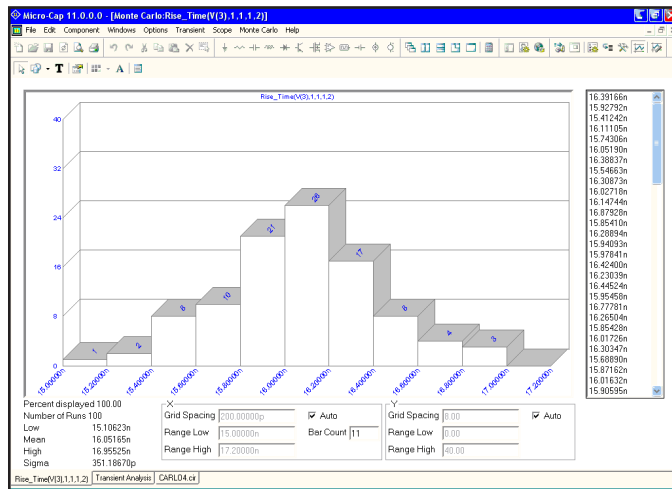 Micro-Cap 11.0.0.0 - [Monte Carlo:Rise_Time(V(3),1,1,1,2)]
File Edit Component Windows Options Transient Scope Monte Carlo Help
T A
Rise_Time(V(3),1,1,1,2)
40
32
24
16
8
0
1 2 8 10 21 26 17 8 4 3
15.00000n 15.20000n 15.40000n 15.60000n 15.80000n 16.00000n 16.20000n 16.40000n 16.60000n 16.80000n 17.00000n 17.20000n
16.39166n
15.92792n
15.41242n
16.11105n
15.74306n
16.05190n
16.38837n
15.54663n
16.30873n
16.02718n
16.14744n
16.87928n
15.85410n
16.28894n
15.94093n
15.97841n
16.42400n
16.23039n
16.44524n
15.95458n
16.77781n
16.26504n
15.85428n
16.01726n
16.30347n
15.68890n
15.87162n
16.01632n
15.90595n
Percent displayed 100.00
Number of Runs 100
Low 15.10623n
Mean 16.05165n
High 16.95525n
Sigma 351.18670p
X
Grid Spacing 200.00000p Auto
Range Low 15.00000n Bar Count 11
Range High 17.20000n
Y
Grid Spacing 8.00 Auto
Range Low 0.00
Range High 40.00
Rise_Time(V(3),1,1,1,2) Transient Analysis CARLO4.cir